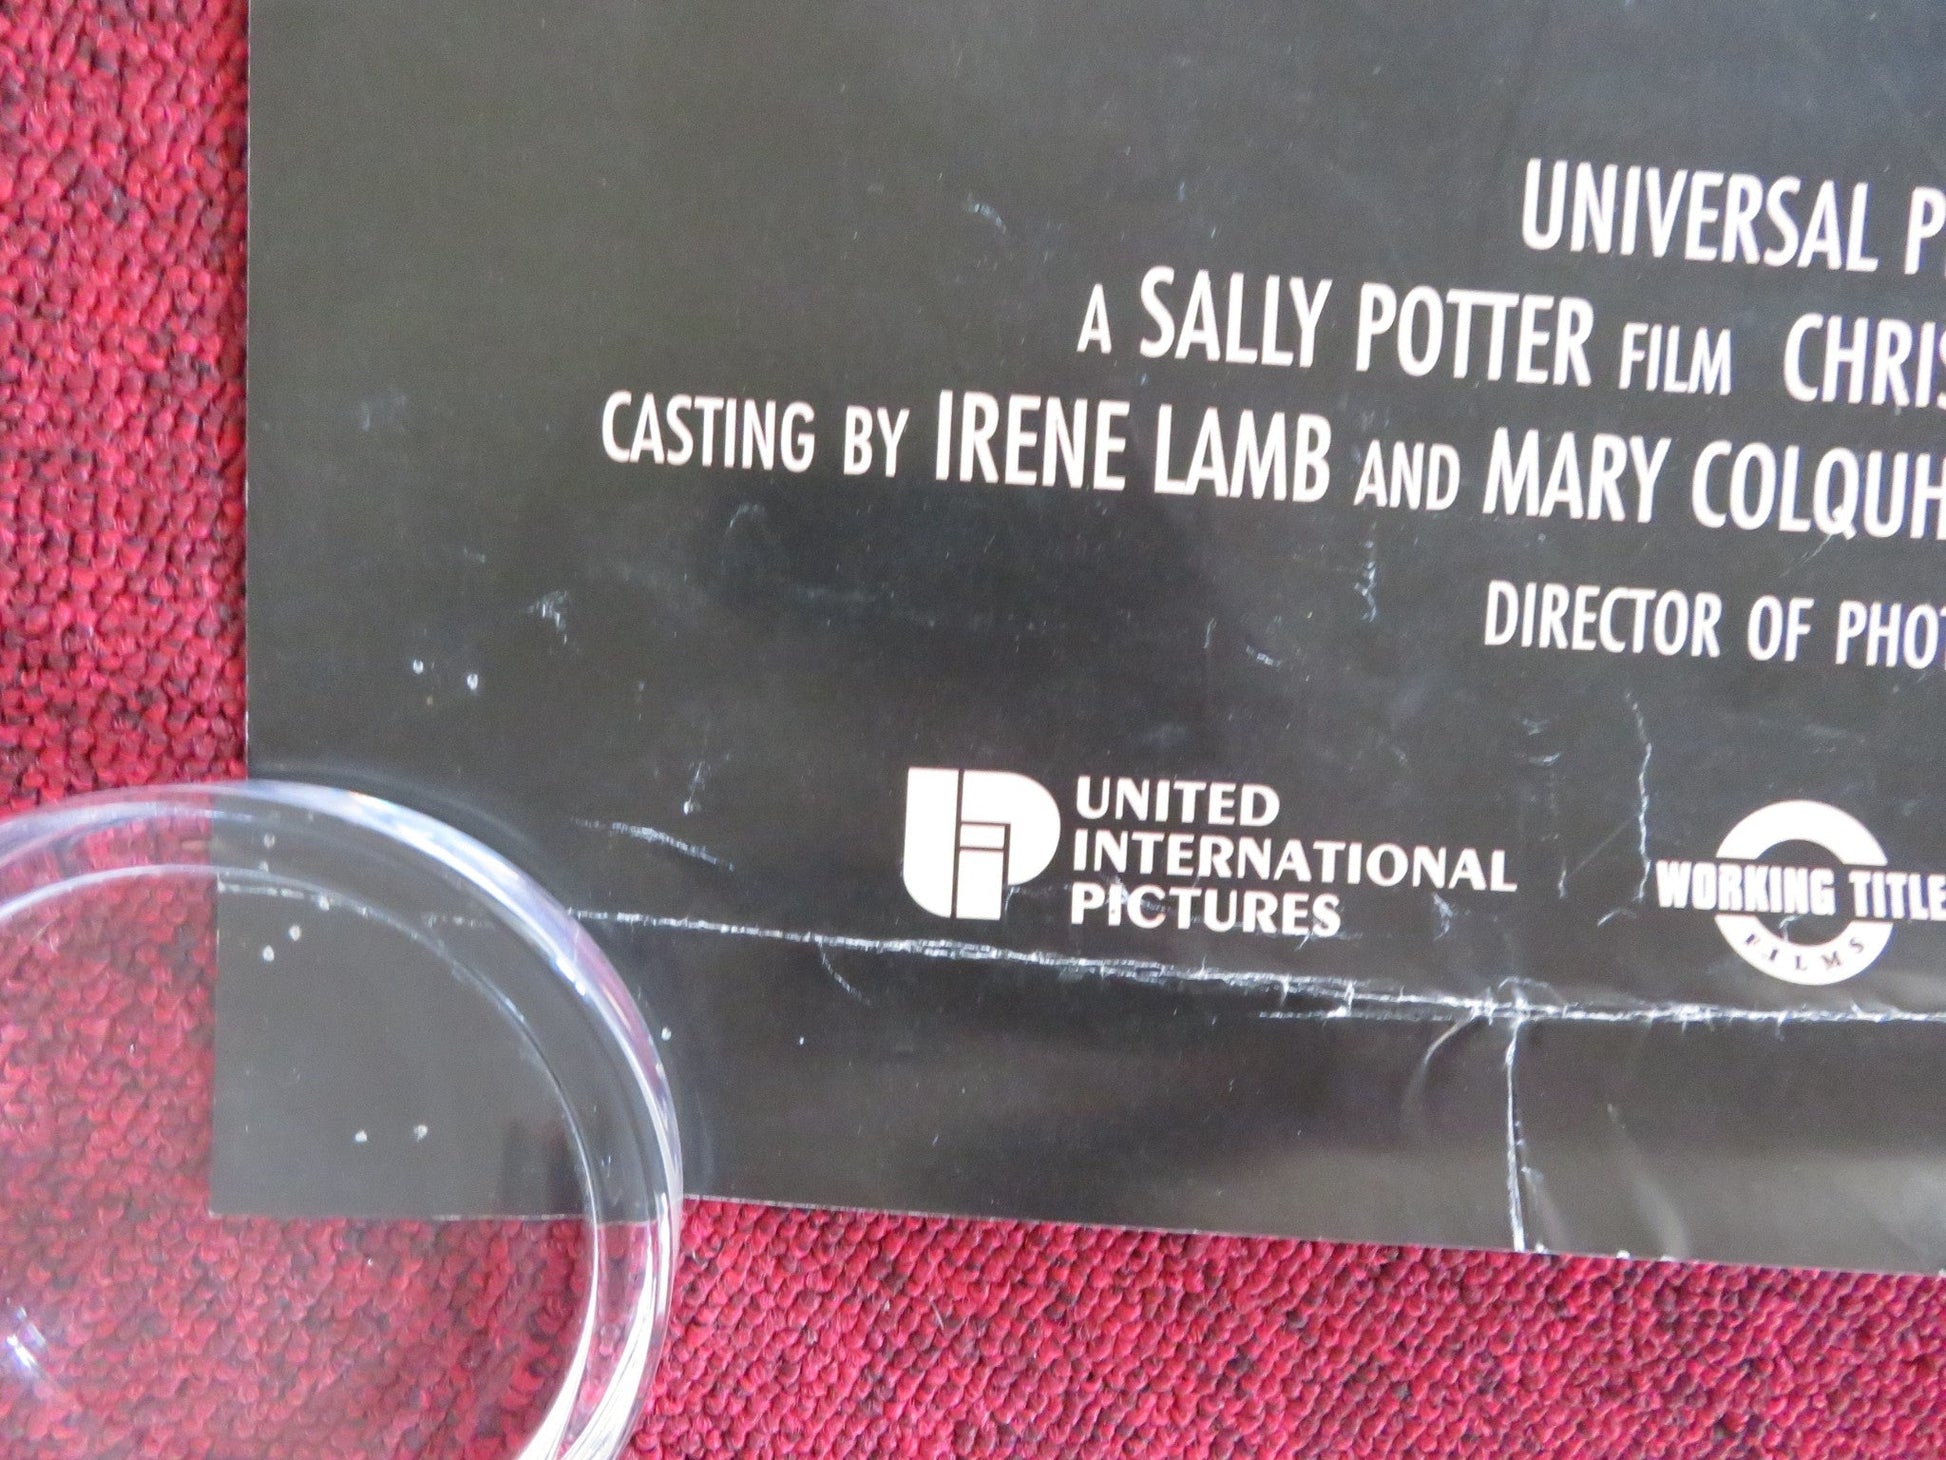 UNIVERSAL P
A SALLY POTTER FILM CHRIS
CASTING BY IRENE LAMB AND MARY COLQUH
DIRECTOR OF PHOT
UNITED
INTERNATIONAL
PICTURES
WORKING TITLE
FILMS